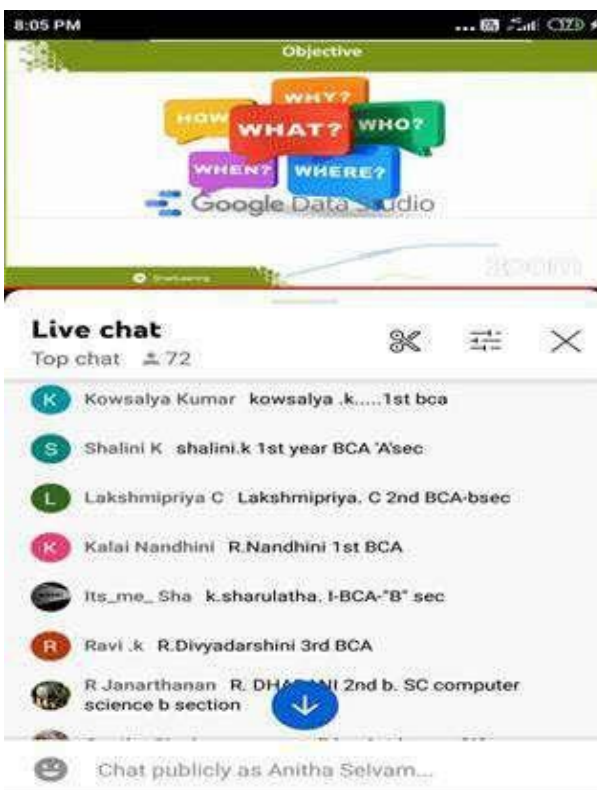 8:05 PM
Objective
WHY?
HOW
WHAT?
WHO?
WHEN?
WHERE?
Google Data Studio
zoom
Live chat
Top chat 72
K Kowsalya Kumar kowsalya .k.....1st bca
S Shalini K shalini.k 1st year BCA 'A'sec
L Lakshmipriya C Lakshmipriya. C 2nd BCA-bsec
K Kalai Nandhini R.Nandhini 1st BCA
Its_me_ Sha k.sharulatha. I-BCA-"B" sec
R Ravi .k R.Divyadarshini 3rd BCA
R Janarthanan R. 2nd b. SC computer
science b section
Chat publicly as Anitha Selvam...